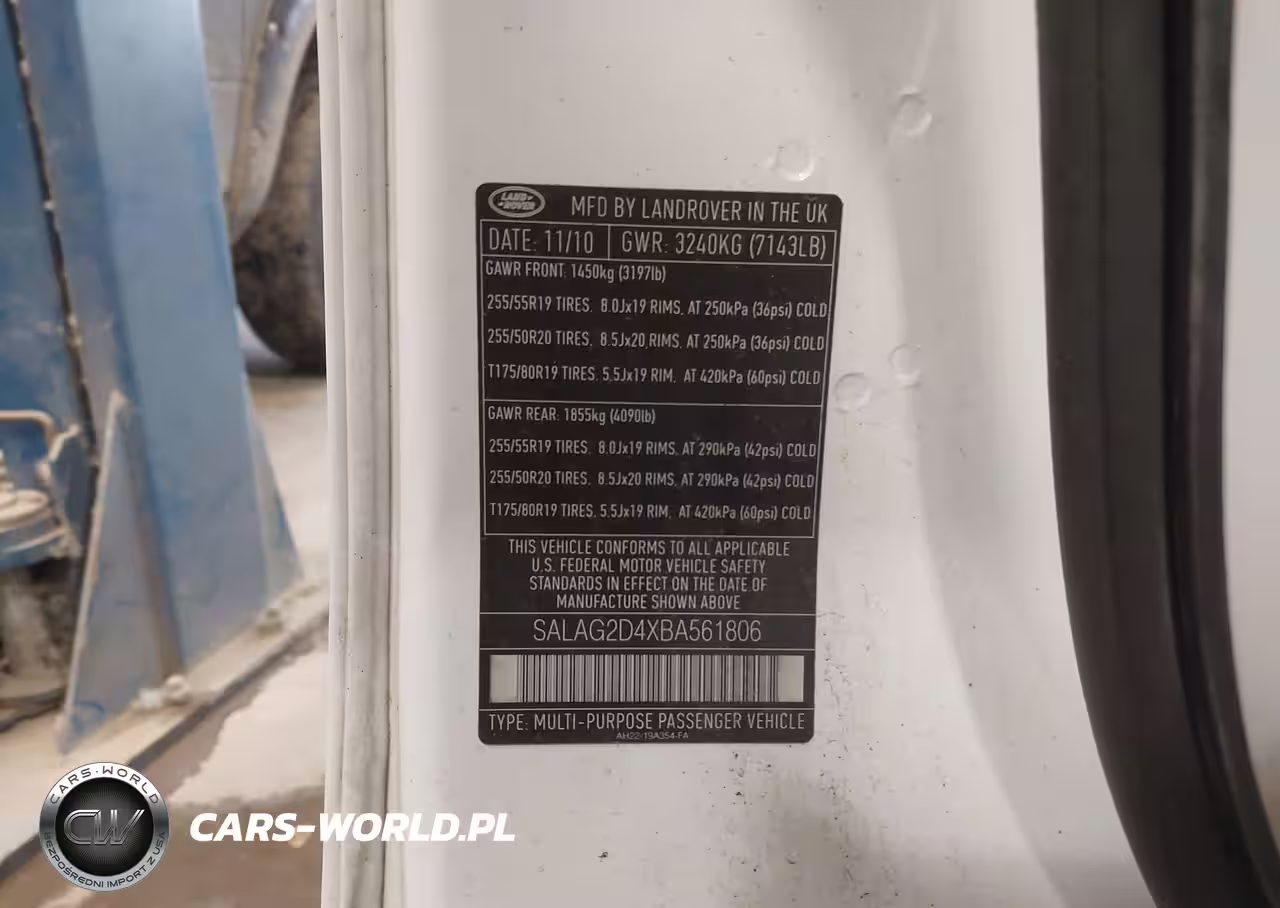 LAND ROVER
MFD BY LANDROVER IN THE UK
DATE: 11/10 GWR: 3240KG (7143LB)
GAWR FRONT: 1450kg (3197lb)
255/55R19 TIRES, 8.0Jx19 RIMS, AT 250kPa (36psi) COLD
255/50R20 TIRES, 8.5Jx20 RIMS, AT 250kPa (36psi) COLD
T175/80R19 TIRES, 5.5Jx19 RIM, AT 420kPa (60psi) COLD
GAWR REAR: 1855kg (4090lb)
255/55R19 TIRES, 8.0Jx19 RIMS, AT 290kPa (42psi) COLD
255/50R20 TIRES, 8.5Jx20 RIMS, AT 290kPa (42psi) COLD
T175/80R19 TIRES, 5.5Jx19 RIM, AT 420kPa (60psi) COLD
THIS VEHICLE CONFORMS TO ALL APPLICABLE
U.S. FEDERAL MOTOR VEHICLE SAFETY
STANDARDS IN EFFECT ON THE DATE OF
MANUFACTURE SHOWN ABOVE
SALAG2D4XBA561806
TYPE: MULTI-PURPOSE PASSENGER VEHICLE
AH22/19A354-FA
CARS-WORLD
CW
BEZPOŚREDNI IMPORT Z USA
CARS-WORLD.PL